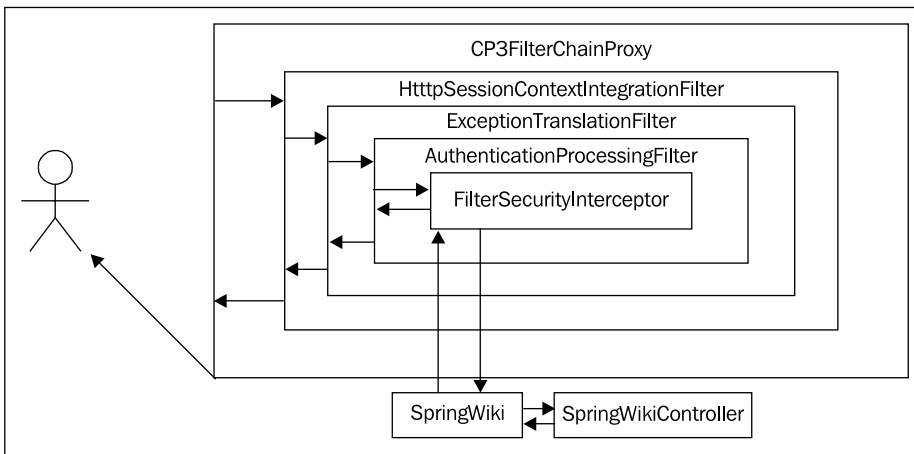 CP3FilterChainProxy
HtttpSessionContextIntegrationFilter
ExceptionTranslationFilter
AuthenticationProcessingFilter
FilterSecurityInterceptor
SpringWiki
SpringWikiController